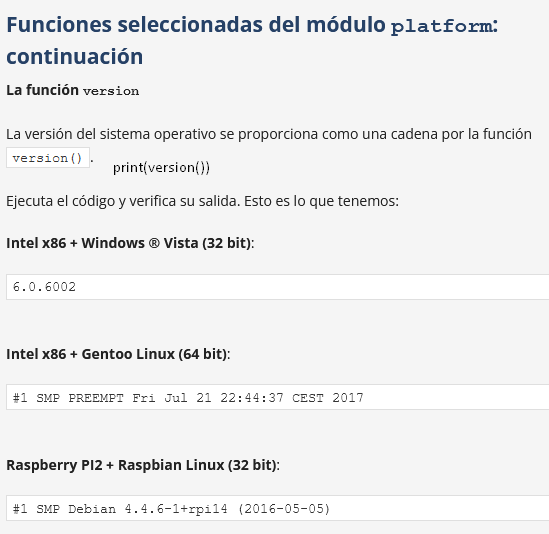 Funciones seleccionadas del módulo platform:
continuación
La función version
La versión del sistema operativo se proporciona como una cadena por la función
version().
print(version())
Ejecuta el código y verifica su salida. Esto es lo que tenemos:
Intel x86 + Windows ® Vista (32 bit):
6.0.6002
Intel x86 + Gentoo Linux (64 bit):
#1 SMP PREEMPT Fri Jul 21 22:44:37 CEST 2017
Raspberry PI2 + Raspbian Linux (32 bit):
#1 SMP Debian 4.4.6-1+rpi14 (2016-05-05)